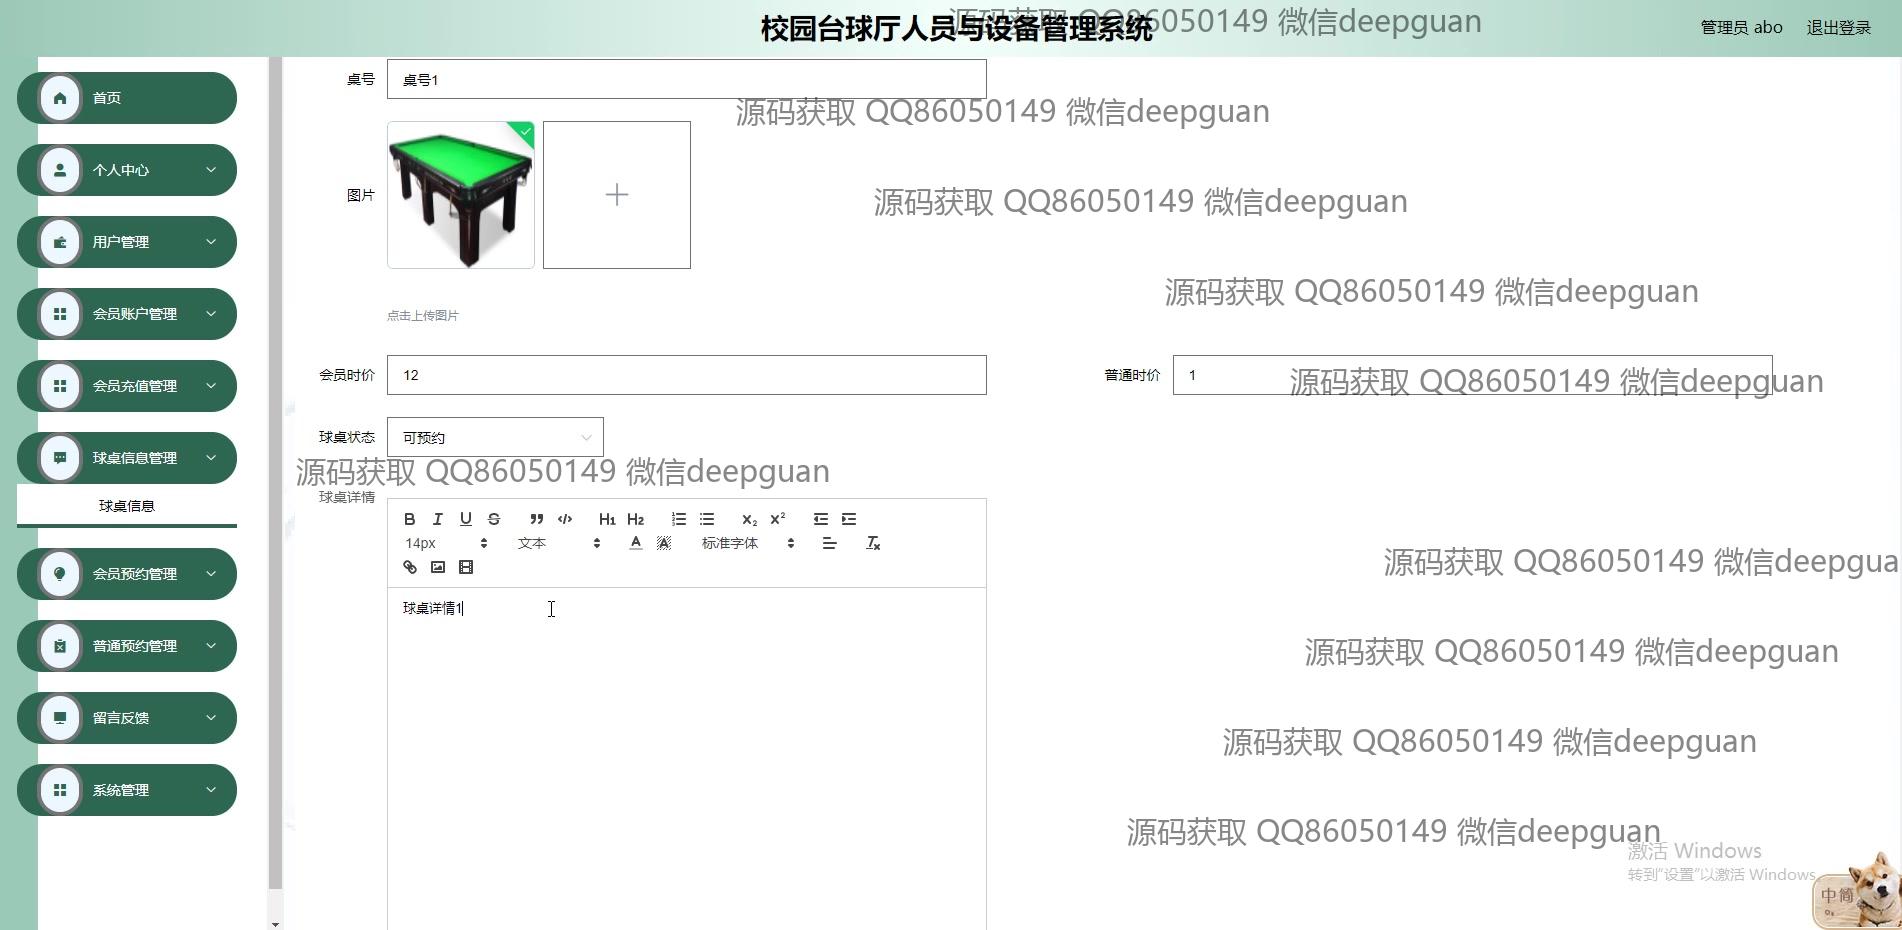 校园台球厅人员与设备管理系统
源码获取 QQ86050149 微信deepguan
管理员 abo
退出登录
首页
个人中心
用户管理
会员账户管理
会员充值管理
球桌信息管理
球桌信息
会员预约管理
普通预约管理
留言反馈
系统管理
桌号
桌号1
源码获取 QQ86050149 微信deepguan
图片
源码获取 QQ86050149 微信deepguan
源码获取 QQ86050149 微信deepguan
点击上传图片
会员时价
12
普通时价
1
源码获取 QQ86050149 微信deepguan
球桌状态
可预约
源码获取 QQ86050149 微信deepguan
球桌详情
B I U S H1 H2 X2 X2
14px 文本 A A 标准字体 Tx
源码获取 QQ86050149 微信deepgua
球桌详情1
源码获取 QQ86050149 微信deepguan
源码获取 QQ86050149 微信deepguan
源码获取 QQ86050149 微信deepguan
激活 Windows
转到“设置”以激活 Windows。
中简